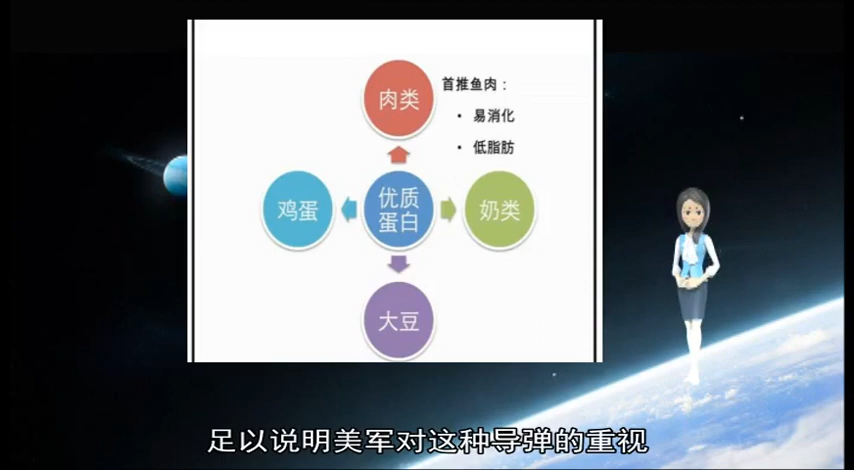 肉类
首推鱼肉：
• 易消化
• 低脂肪
鸡蛋
优质
蛋白
奶类
大豆
足以说明美军对这种导弹的重视